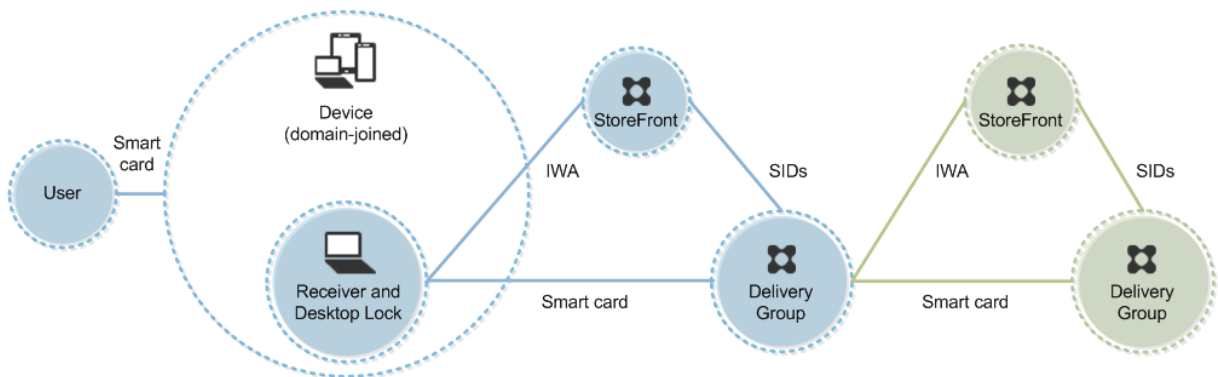 User
Smart
card
Device
(domain-joined)
Receiver and
Desktop Lock
IWA
StoreFront
SIDs
Smart card
Delivery
Group
IWA
StoreFront
SIDs
Smart card
Delivery
Group